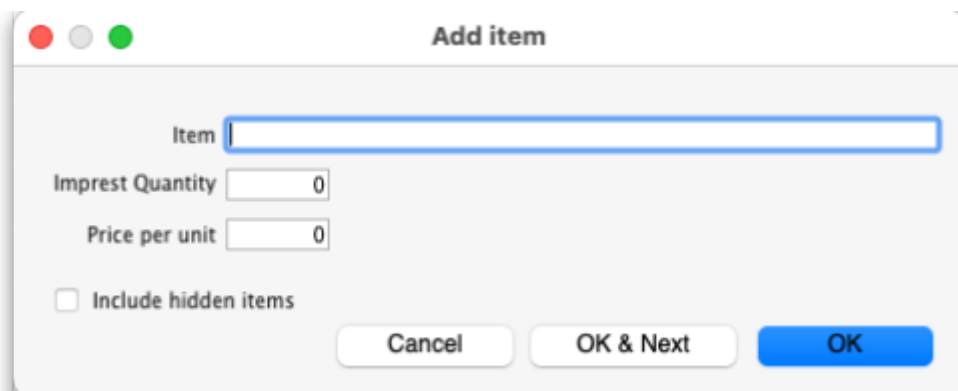 Add item
Item
Imprest Quantity 0
Price per unit 0
Include hidden items
Cancel OK & Next OK